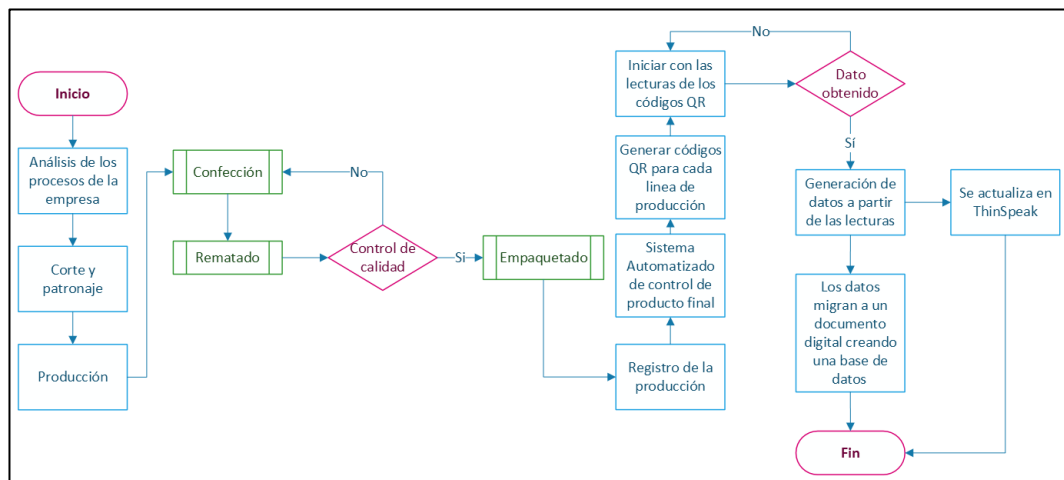 Inicio
Análisis de los
procesos de la
empresa
Corte y
patronaje
Producción
Confección
No
Rematado
Control de
calidad
Si
Empaquetado
Registro de la
producción
Sistema
Automatizado
de control de
producto final
Generar códigos
QR para cada
linea de
producción
Iniciar con las
lecturas de los
códigos QR
No
Dato
obtenido
Sí
Generación de
datos a partir
de las lecturas
Se actualiza en
ThinSpeak
Los datos
migran a un
documento
digital creando
una base de
datos
Fin